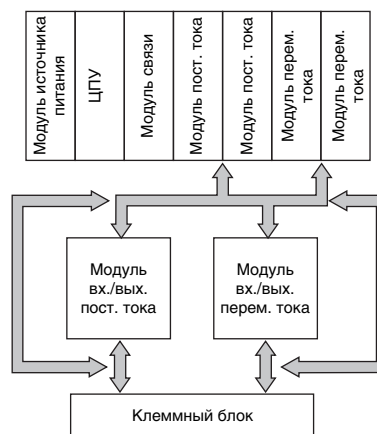 Модуль источника
питания
ЦПУ
Модуль связи
Модуль пост. тока
Модуль пост. тока
Модуль перем.
тока
Модуль перем.
тока
Модуль
вх./вых.
пост. тока
Модуль
вх./вых.
перем. тока
Клеммный блок